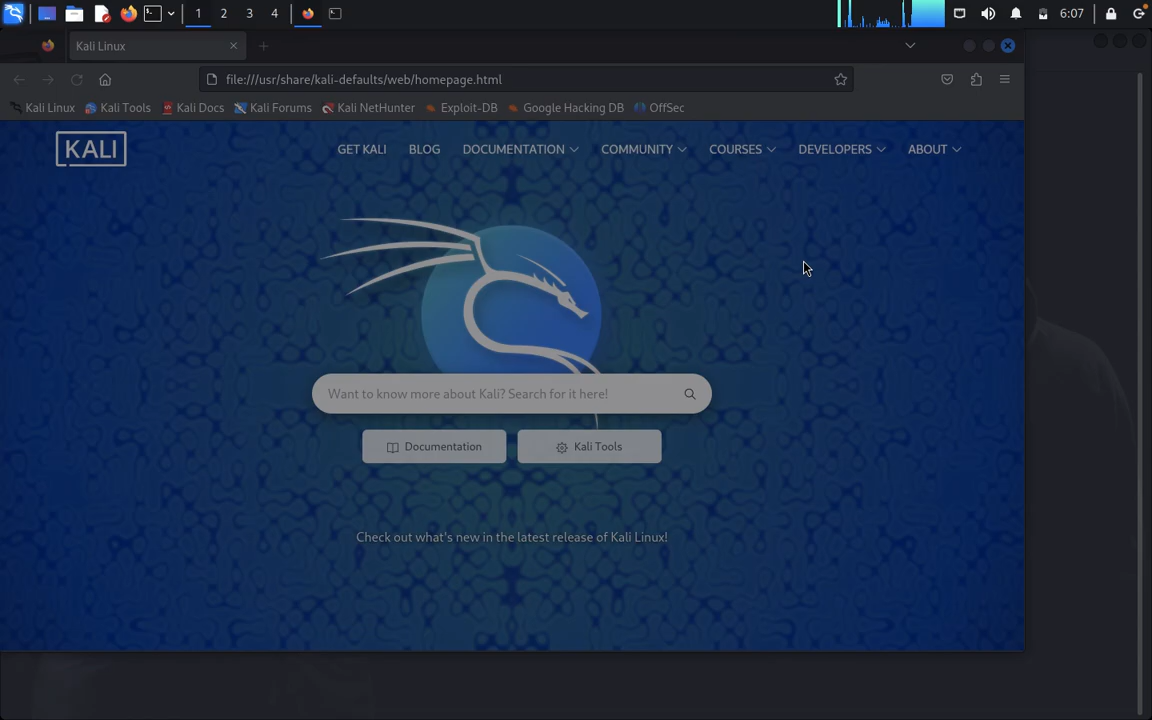 1 2 3 4 6:07
Kali Linux
file:///usr/share/kali-defaults/web/homepage.html
Kali Linux Kali Tools Kali Docs Kali Forums Kali NetHunter Exploit-DB Google Hacking DB OffSec
KALI GET KALI BLOG DOCUMENTATION COMMUNITY COURSES DEVELOPERS ABOUT
Want to know more about Kali? Search for it here!
Documentation Kali Tools
Check out what's new in the latest release of Kali Linux!